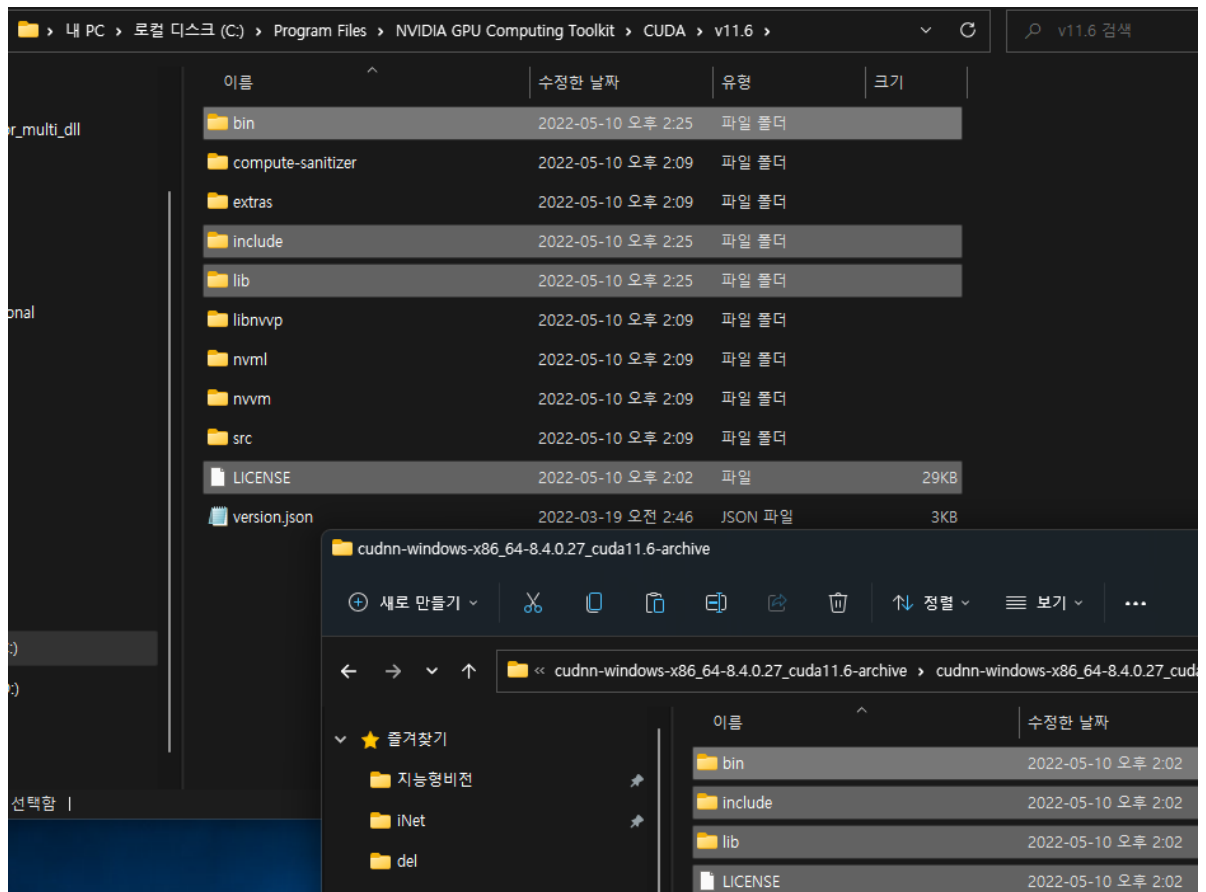 내 PC › 로컬 디스크 (C:) › Program Files › NVIDIA GPU Computing Toolkit › CUDA › v11.6 ›
v11.6 검색
이름 수정한 날짜 유형 크기
or_multi_dll
bin 2022-05-10 오후 2:25 파일 폴더
compute-sanitizer 2022-05-10 오후 2:09 파일 폴더
extras 2022-05-10 오후 2:09 파일 폴더
include 2022-05-10 오후 2:25 파일 폴더
lib 2022-05-10 오후 2:25 파일 폴더
onal
libnvvp 2022-05-10 오후 2:09 파일 폴더
nvml 2022-05-10 오후 2:09 파일 폴더
nvvm 2022-05-10 오후 2:09 파일 폴더
src 2022-05-10 오후 2:09 파일 폴더
LICENSE 2022-05-10 오후 2:02 파일 29KB
version.json 2022-03-19 오전 2:46 JSON 파일 3KB
cudnn-windows-x86_64-8.4.0.27_cuda11.6-archive
새로 만들기 정렬 보기
:)
« cudnn-windows-x86_64-8.4.0.27_cuda11.6-archive › cudnn-windows-x86_64-8.4.0.27_cuda
:)
이름 수정한 날짜
즐겨찾기
bin 2022-05-10 오후 2:02
지능형비전
include 2022-05-10 오후 2:02
선택함
iNet
lib 2022-05-10 오후 2:02
del
LICENSE 2022-05-10 오후 2:02